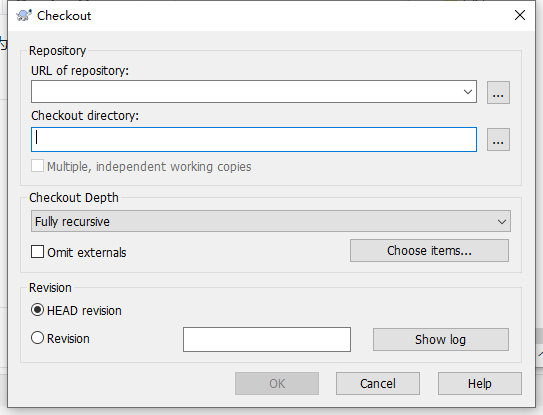 Checkout
Repository
URL of repository:
...
Checkout directory:
...
Multiple, independent working copies
Checkout Depth
Fully recursive
Omit externals
Choose items...
Revision
HEAD revision
Revision
Show log
OK
Cancel
Help